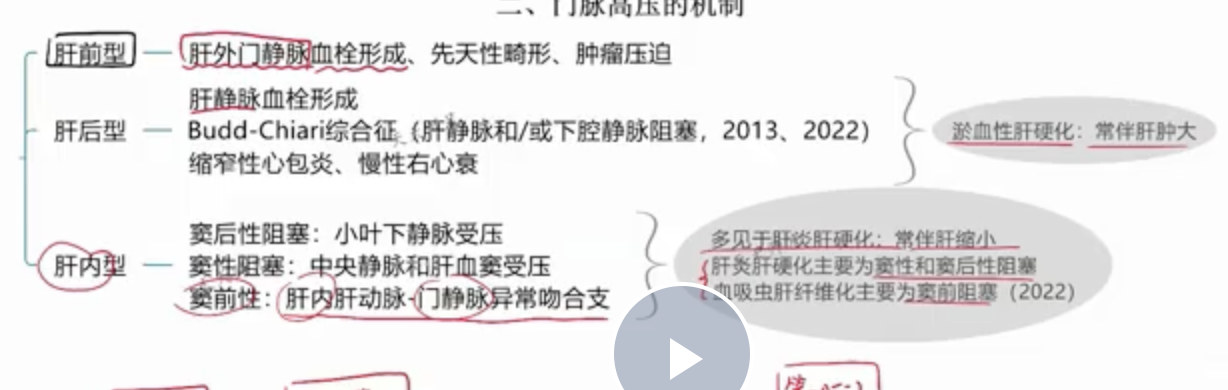 二、门脉高压的机制
肝前型 肝外门静脉血栓形成、先天性畸形、肿瘤压迫
肝静脉血栓形成
肝后型 Budd-Chiari综合征（肝静脉和/或下腔静脉阻塞，2013、2022）
淤血性肝硬化：常伴肝肿大
缩窄性心包炎、慢性右心衰
窦后性阻塞：小叶下静脉受压
多见于肝炎肝硬化：常伴肝缩小
肝内型 窦性阻塞：中央静脉和肝血窦受压
肝炎肝硬化主要为窦性和窦后性阻塞
窦前性：肝内肝动脉-门静脉异常吻合支
血吸虫肝纤维化主要为窦前阻塞（2022）